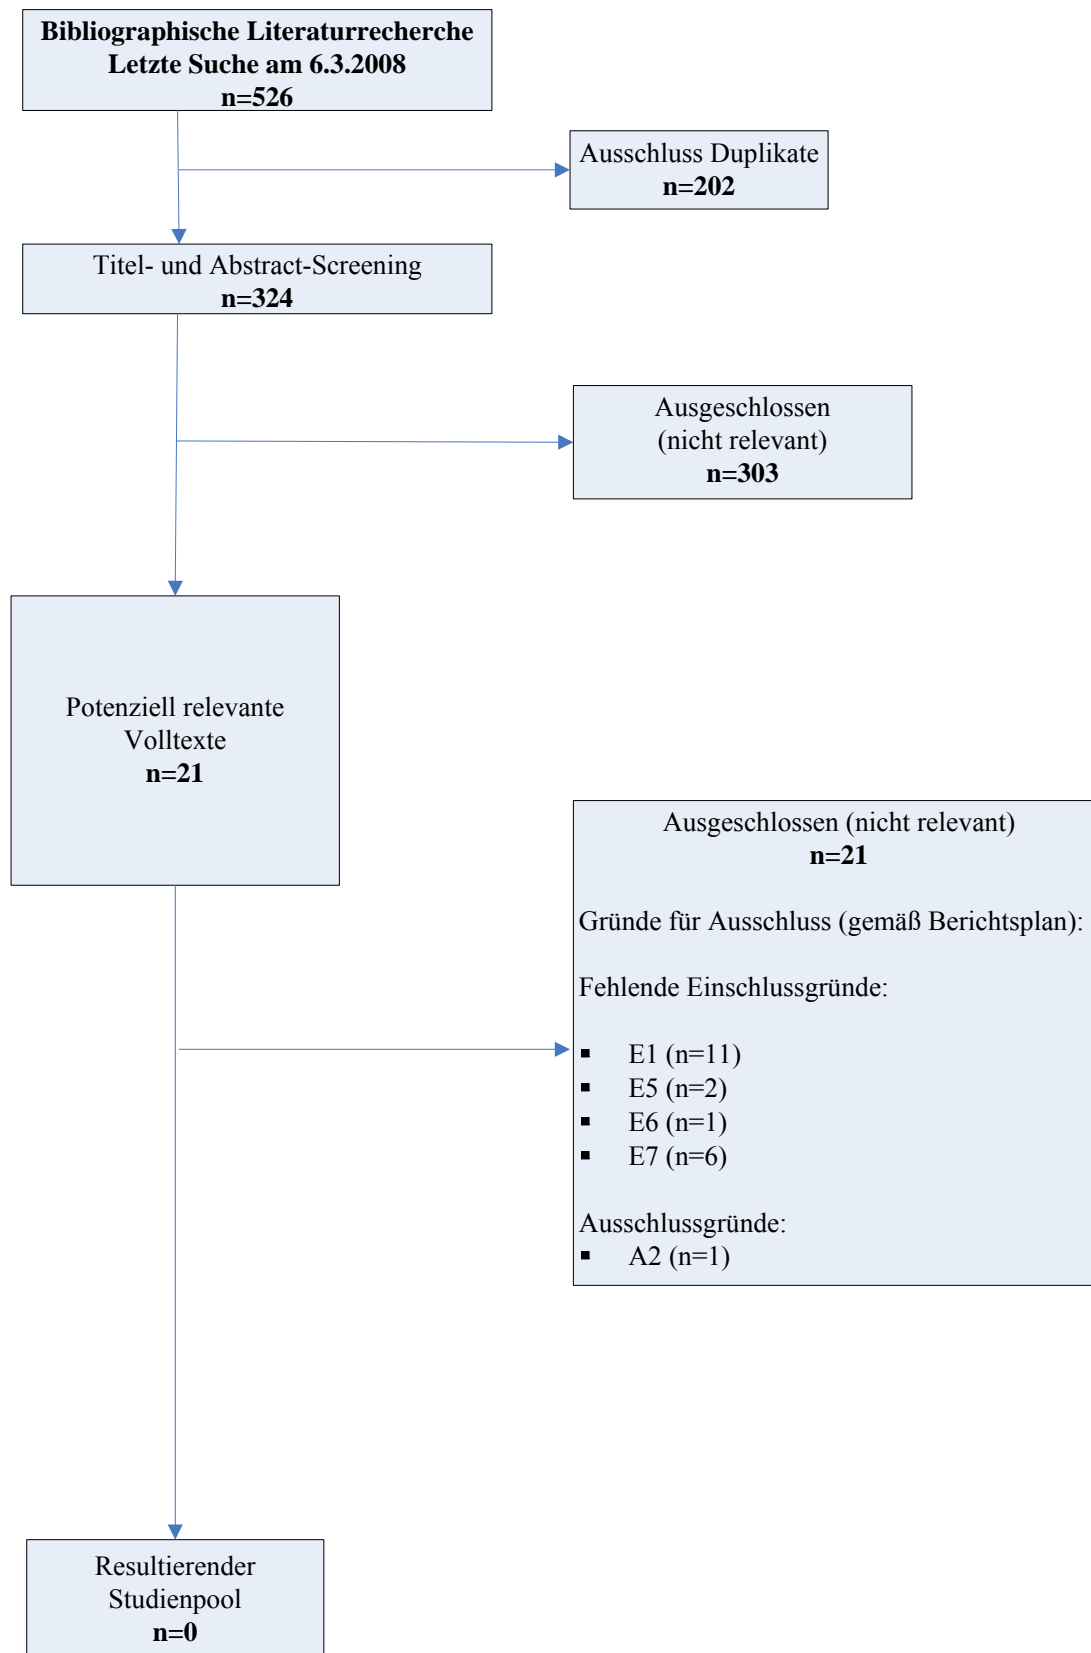 Bibliographische Literaturrecherche
Letzte Suche am 6.3.2008
n=526
Ausschluss Duplikate
n=202
Titel- und Abstract-Screening
n=324
Ausgeschlossen
(nicht relevant)
n=303
Potenziell relevante
Volltexte
n=21
Ausgeschlossen (nicht relevant)
n=21
Gründe für Ausschluss (gemäß Berichtsplan):
Fehlende Einschlussgründe:
▪ E1 (n=11)
▪ E5 (n=2)
▪ E6 (n=1)
▪ E7 (n=6)
Ausschlussgründe:
▪ A2 (n=1)
Resultierender
Studienpool
n=0